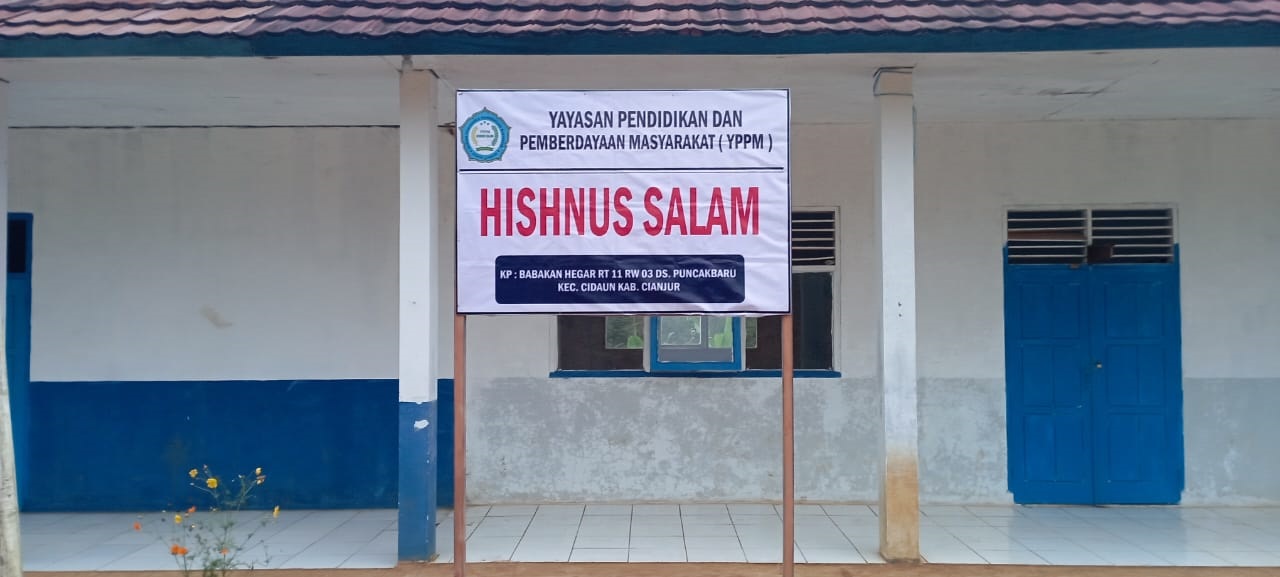 YAYASAN PENDIDIKAN DAN
PEMBERDAYAAN MASYARAKAT ( YPPM )
HISHNUS SALAM
KP : BABAKAN HEGAR RT 11 RW 03 DS. PUNCAKBARU
KEC. CIDAUN KAB. CIANJUR